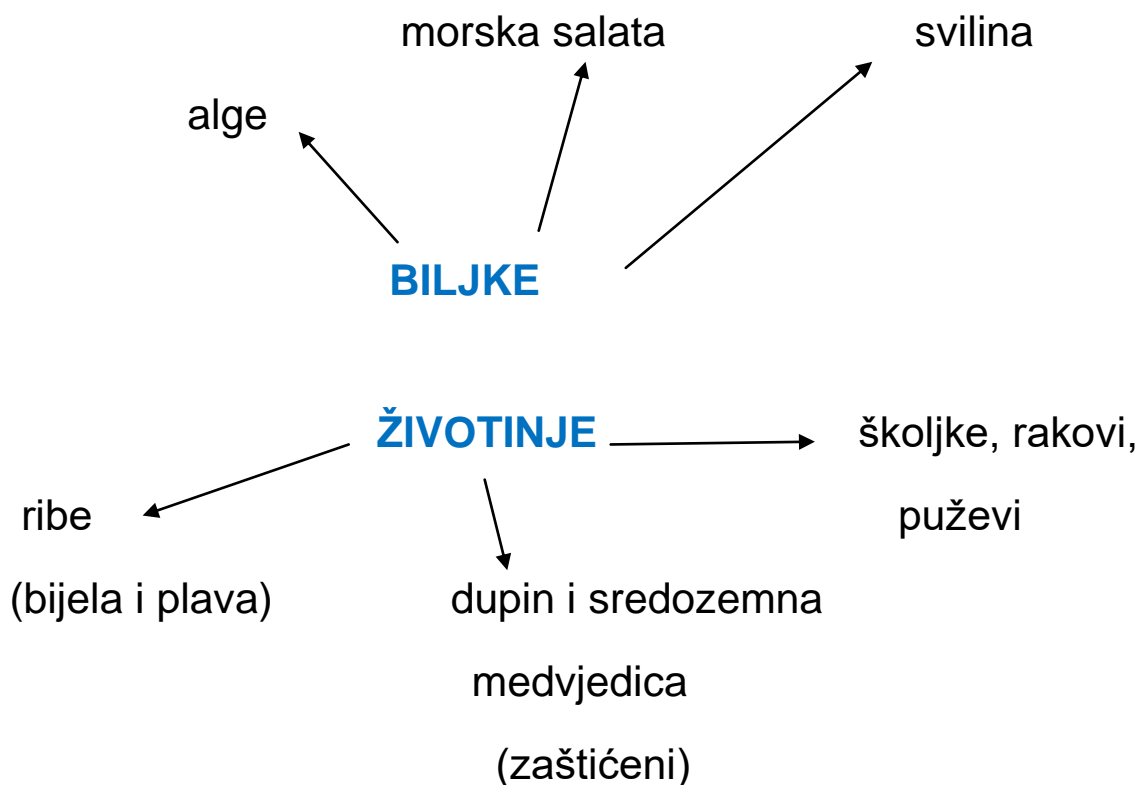 morska salata
svilina
alge
BILJKE
ŽIVOTINJE
školjke, rakovi,
puževi
ribe
(bijela i plava)
dupin i sredozemna
medvjedica
(zaštićeni)